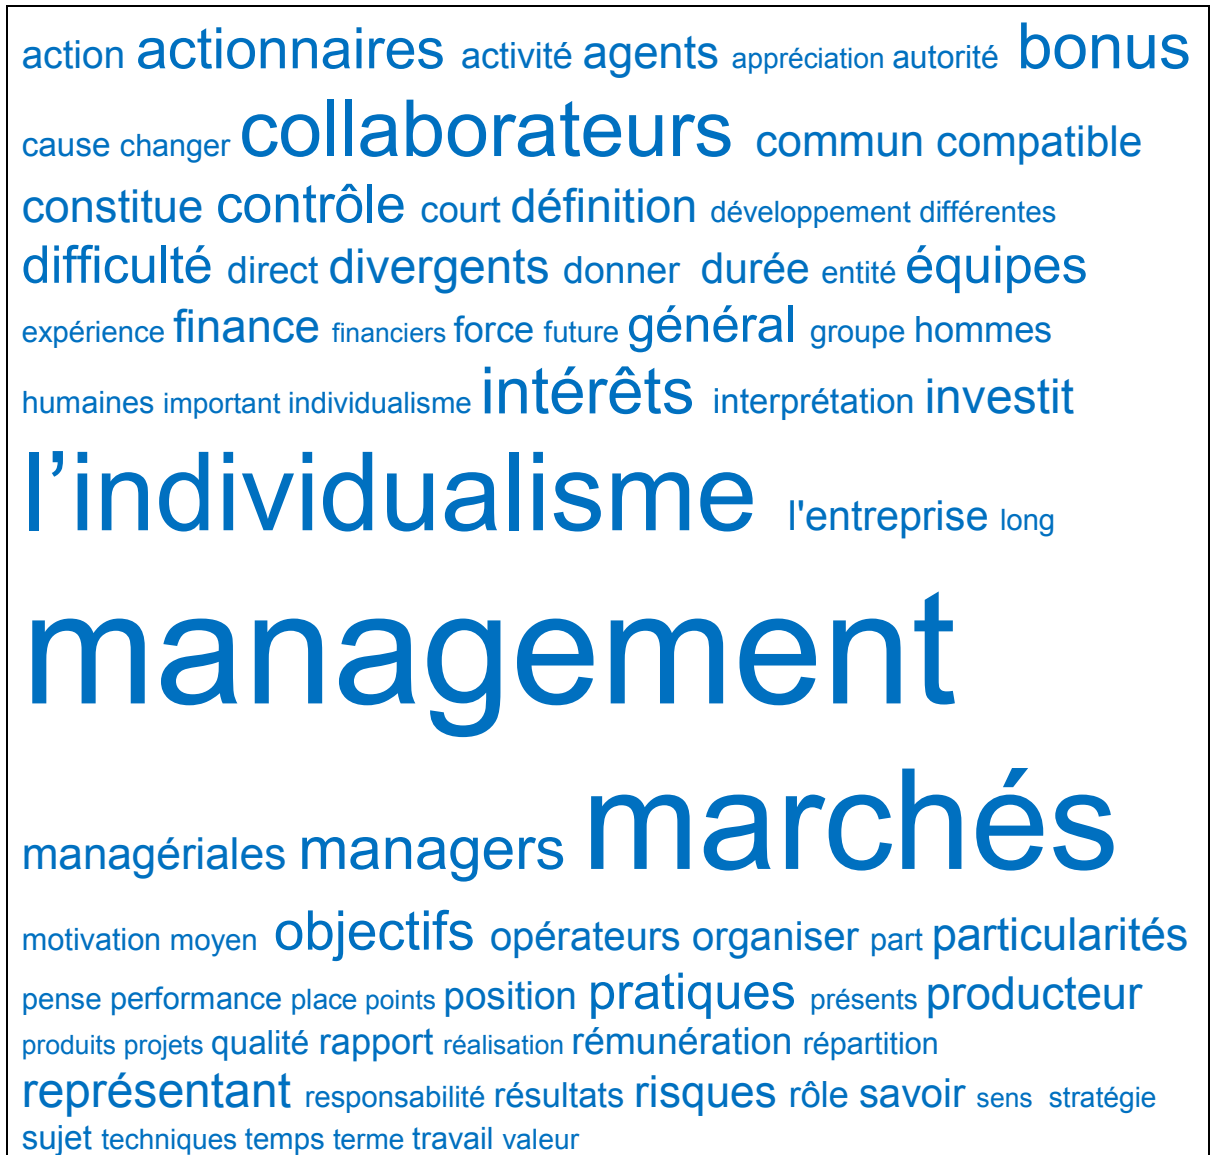 action actionnaires activité agents appréciation autorité bonus
cause changer collaborateurs commun compatible
constitue contrôle court définition développement différentes
difficulté direct divergents donner durée entité équipes
expérience finance financiers force future général groupe hommes
humaines important individualisme intérêts interprétation investit
l’individualisme l'entreprise long
management
managériales managers marchés
motivation moyen objectifs opérateurs organiser part particularités
pense performance place points position pratiques présents producteur
produits projets qualité rapport réalisation rémunération répartition
représentant responsabilité résultats risques rôle savoir sens stratégie
sujet techniques temps terme travail valeur